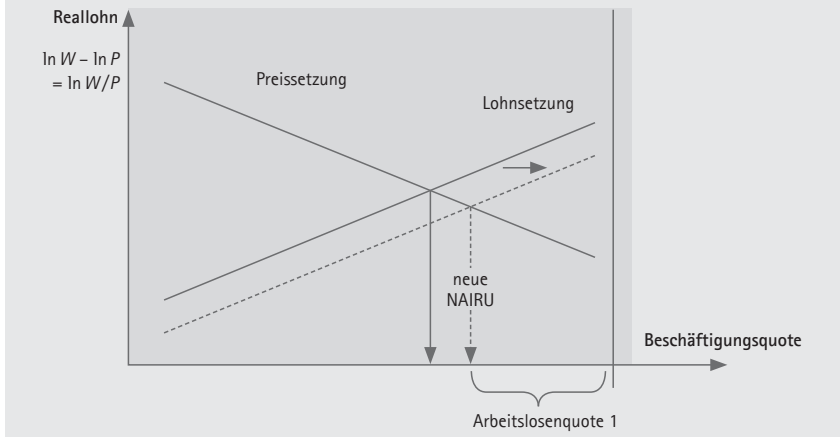 Reallohn
ln W – ln P
= ln W/P
Preissetzung
Lohnsetzung
neue
NAIRU
Beschäftigungsquote
Arbeitslosenquote 1